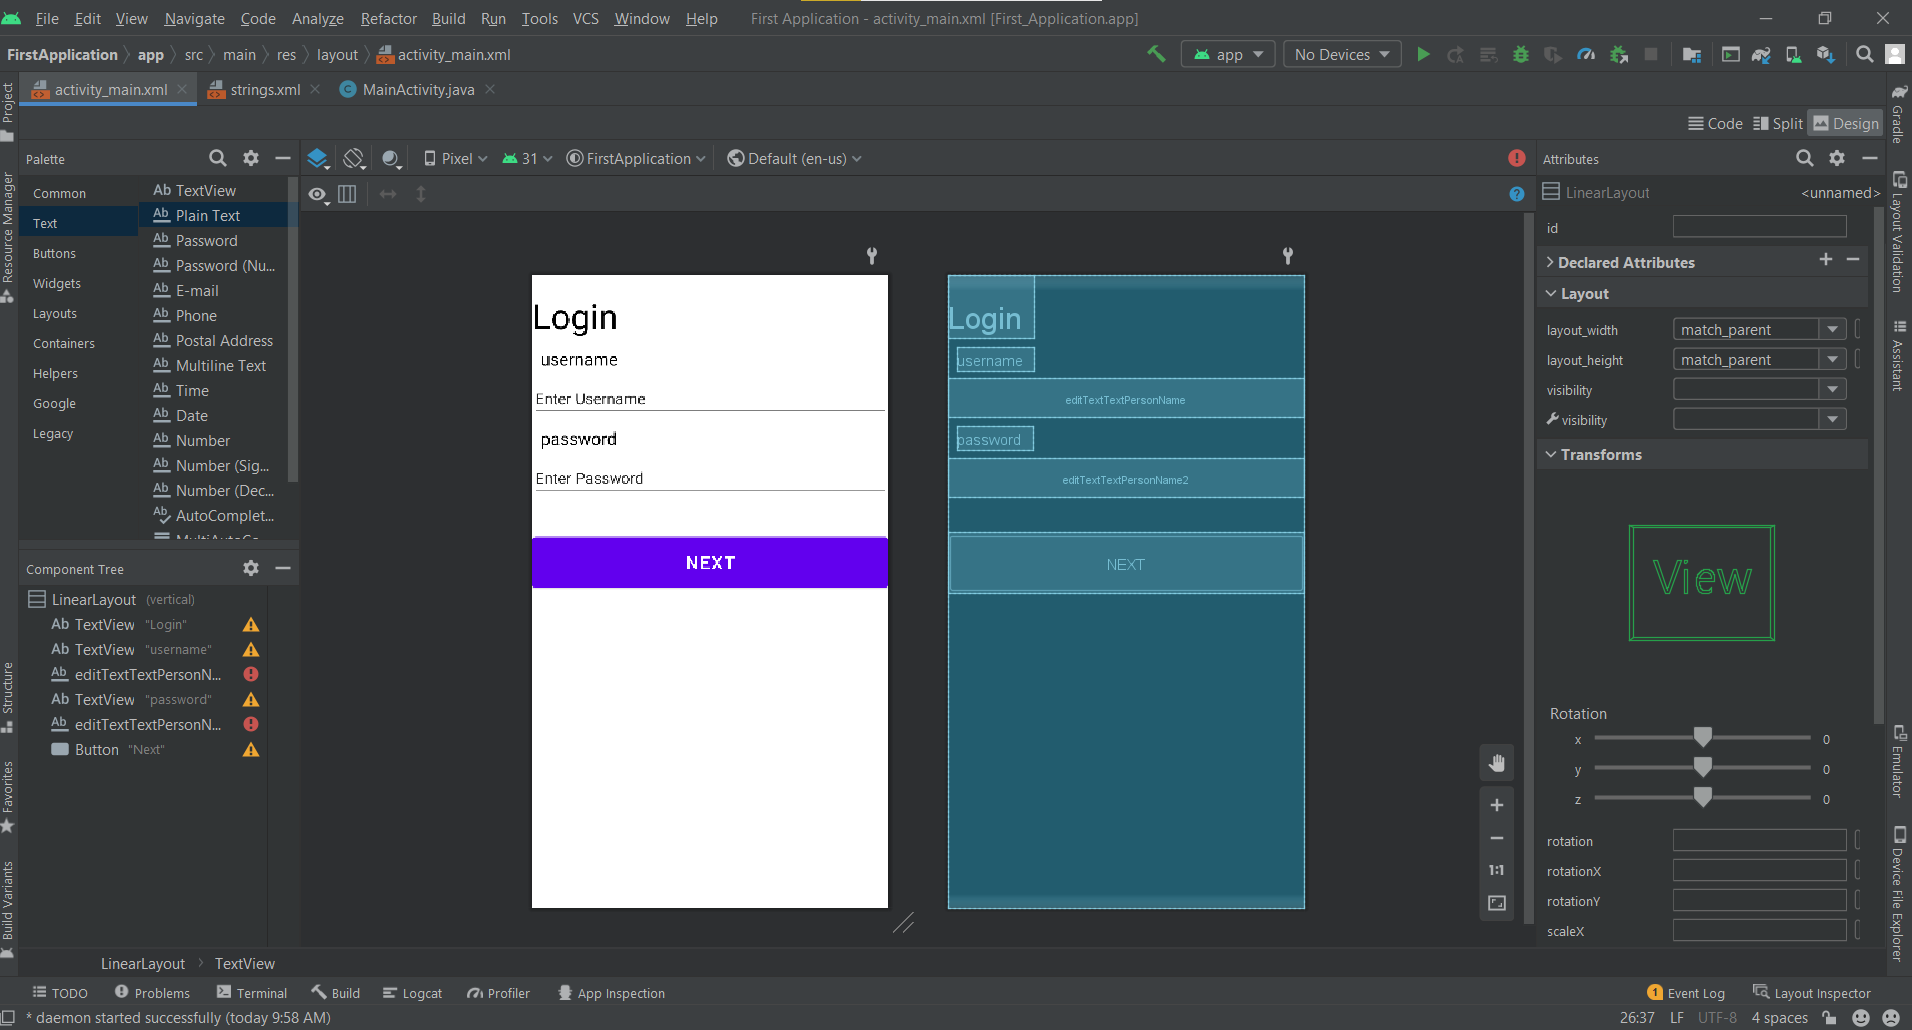 File Edit View Navigate Code Analyze Refactor Build Run Tools VCS Window Help First Application - activity_main.xml [First_Application.app]
FirstApplication app src main res layout activity_main.xml app No Devices
activity_main.xml strings.xml MainActivity.java
Code Split Design
Palette
Pixel 31 FirstApplication Default (en-us)
Attributes
Common
Text
Buttons
Widgets
Layouts
Containers
Helpers
Google
Legacy
Ab TextView
Ab Plain Text
Ab Password
Ab Password (Nu...
Ab E-mail
Ab Phone
Ab Postal Address
Ab Multiline Text
Ab Time
Ab Date
Ab Number
Ab Number (Sig...
Ab Number (Dec...
Ab AutoComplet...
Component Tree
LinearLayout (vertical)
Ab TextView "Login"
Ab TextView "username"
Ab editTextTextPersonN...
Ab TextView "password"
Ab editTextTextPersonN...
Button "Next"
Login
username
Enter Username
password
Enter Password
NEXT
Login
username
editTextTextPersonName
password
editTextTextPersonName2
NEXT
1:1
LinearLayout <unnamed>
id
Declared Attributes
Layout
layout_width match_parent
layout_height match_parent
visibility
visibility
Transforms
View
Rotation
x 0
y 0
z 0
rotation
rotationX
rotationY
scaleX
Project
Resource Manager
Structure
Favorites
Build Variants
Gradle
Layout Validation
Assistant
Emulator
Device File Explorer
LinearLayout TextView
TODO Problems Terminal Build Logcat Profiler App Inspection 1 Event Log Layout Inspector
* daemon started successfully (today 9:58 AM) 26:37 LF UTF-8 4 spaces